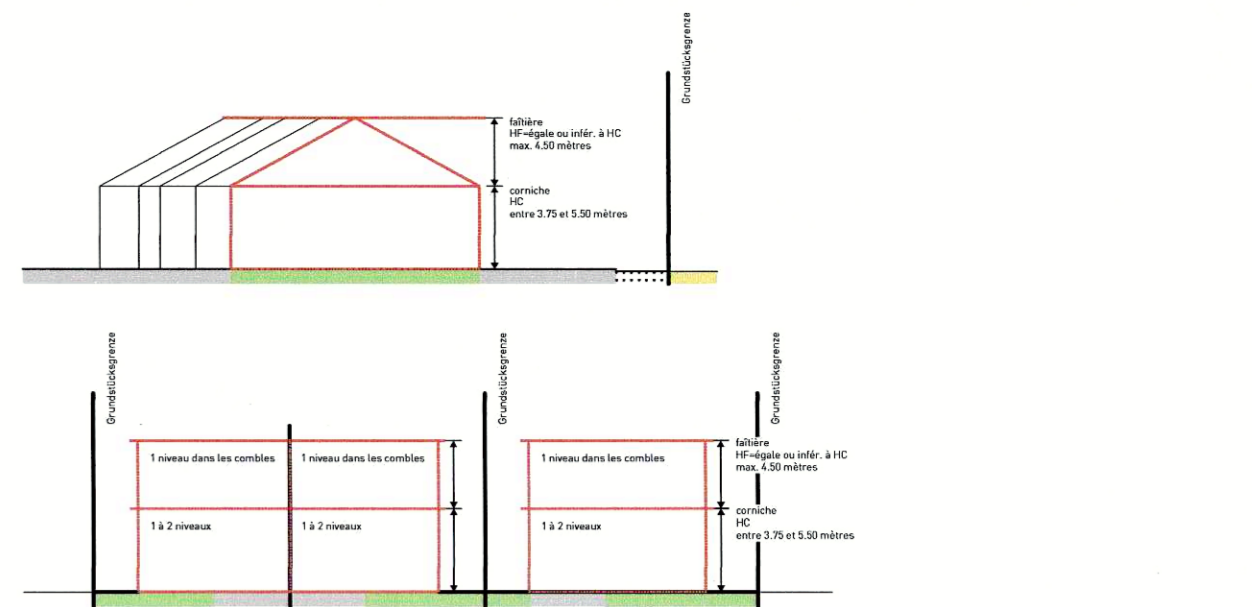 Grundstücksgrenze
faîtière
HF=égale ou infér. à HC
max. 4.50 mètres
corniche
HC
entre 3.75 et 5.50 mètres
Grundstücksgrenze
Grundstücksgrenze
Grundstücksgrenze
1 niveau dans les combles
1 niveau dans les combles
1 niveau dans les combles
faîtière
HF=égale ou infér. à HC
max. 4.50 mètres
1 à 2 niveaux
1 à 2 niveaux
1 à 2 niveaux
corniche
HC
entre 3.75 et 5.50 mètres